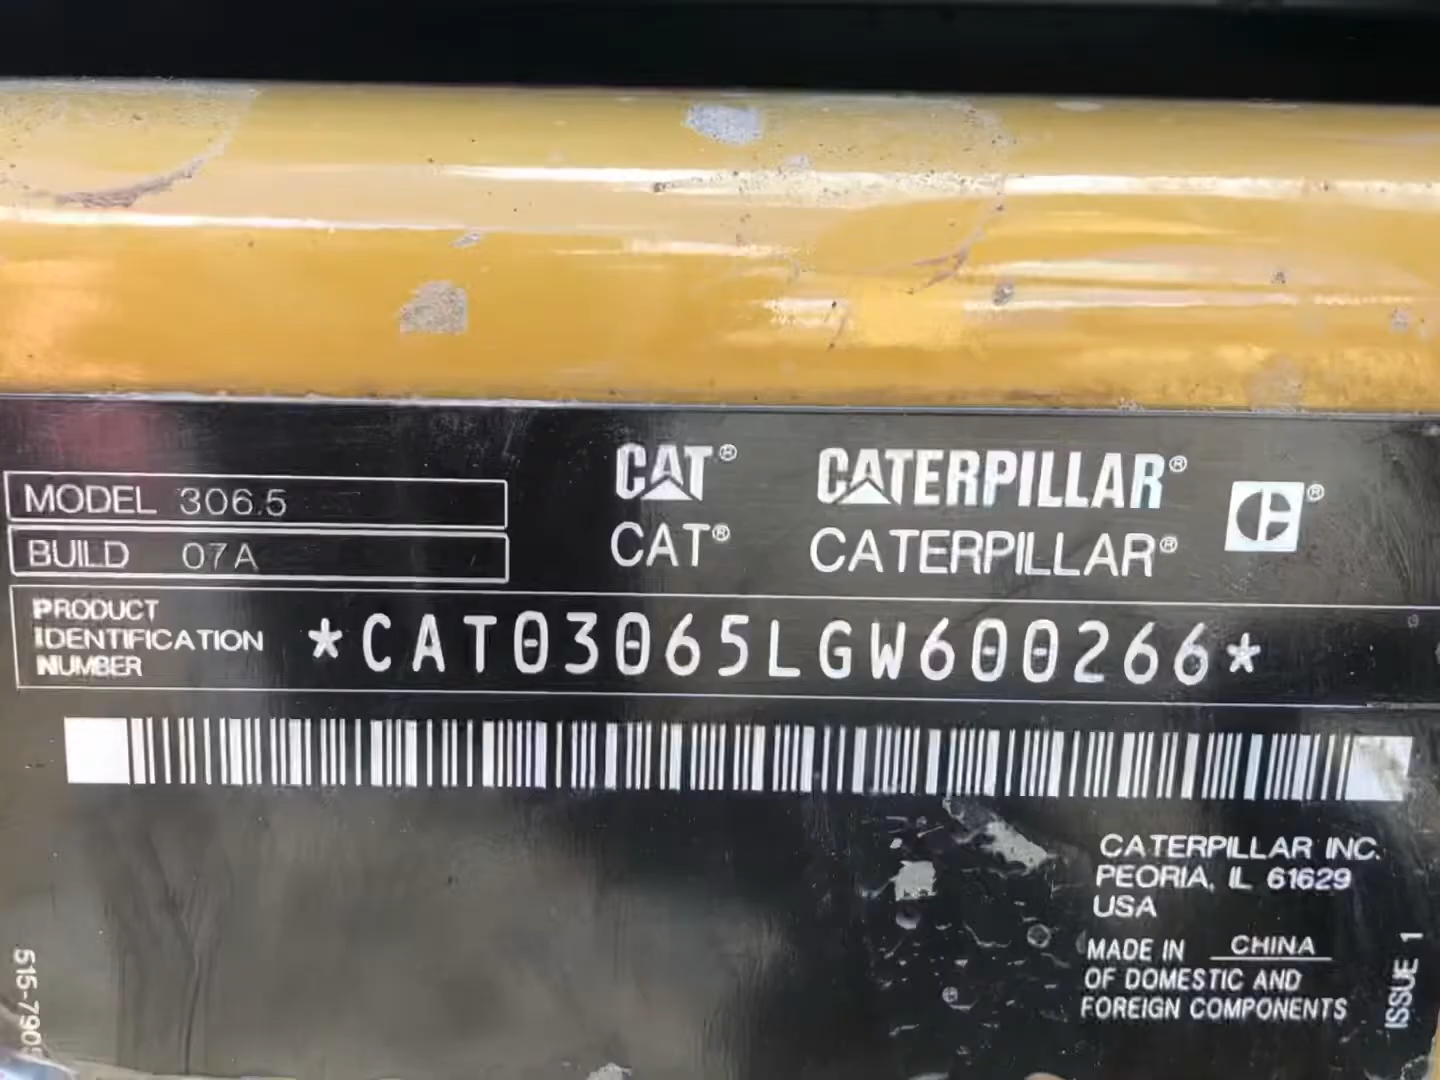 CAT® CATERPILLAR®
CAT® CATERPILLAR®
MODEL 306.5
BUILD 07A
PRODUCT
IDENTIFICATION
NUMBER
*CAT03065LGW600266*
CATERPILLAR INC.
PEORIA, IL 61629
USA
MADE IN CHINA
OF DOMESTIC AND
FOREIGN COMPONENTS
ISSUE 1